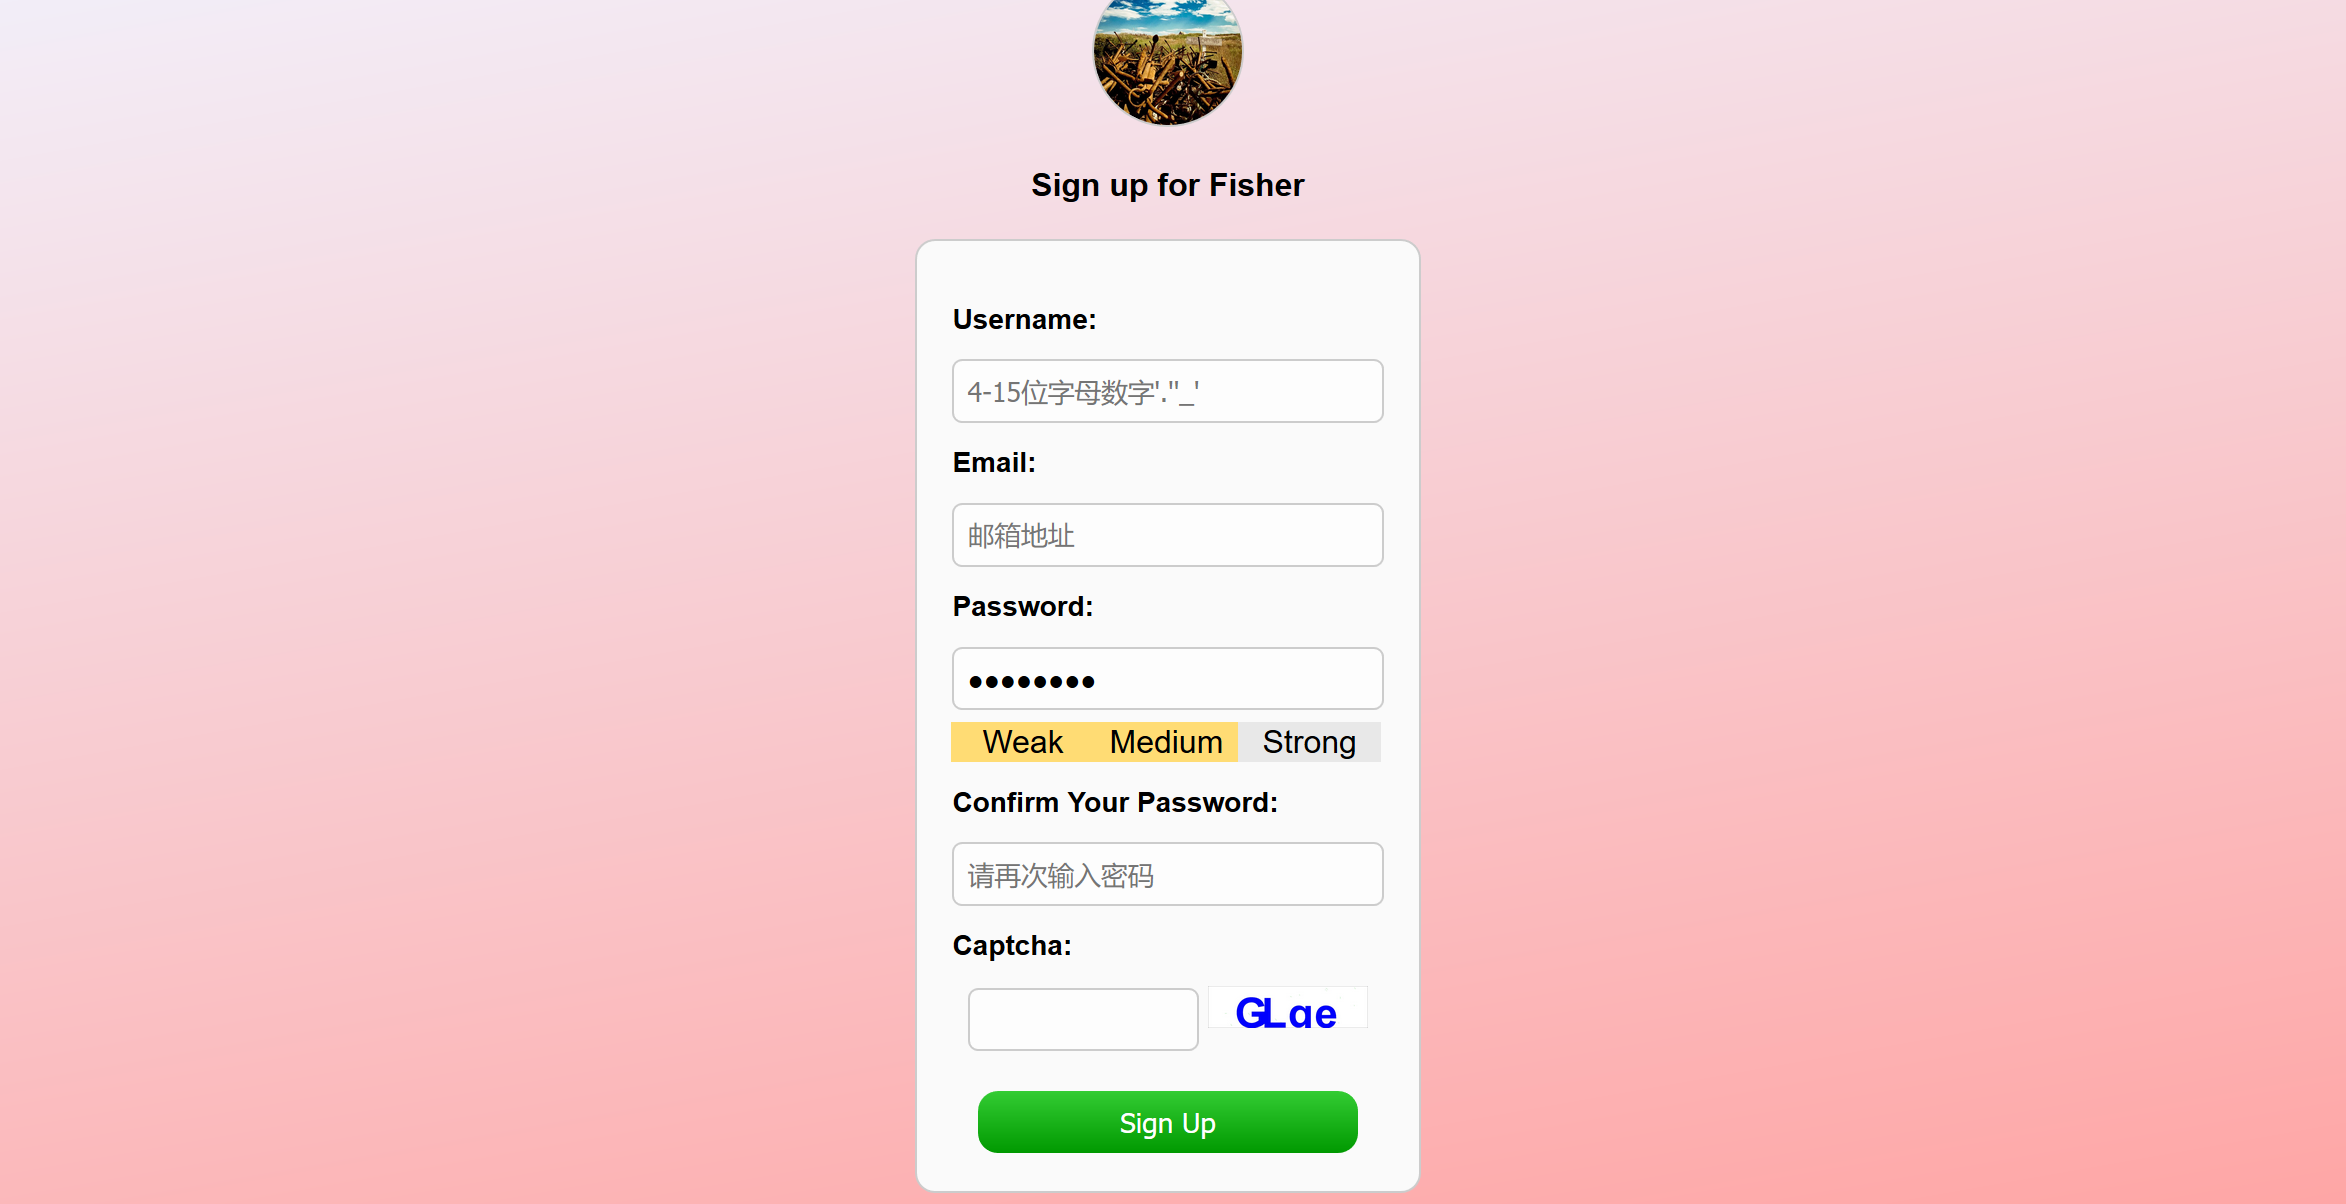 Sign up for Fisher
Username:
4-15位字母数字'.''_'
Email:
邮箱地址
Password:
••••••••
Weak Medium Strong
Confirm Your Password:
请再次输入密码
Captcha:
Sign Up